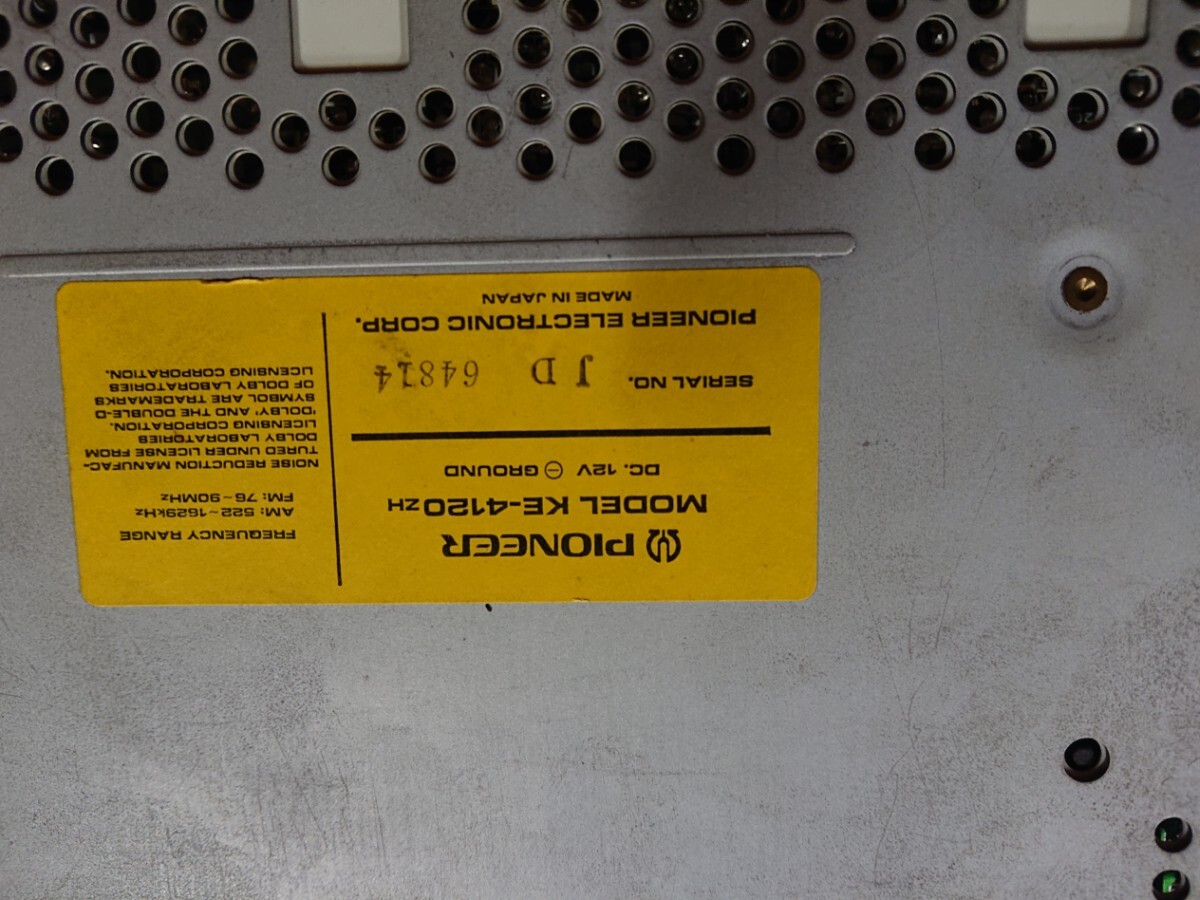 PIONEER
MODEL KE-4120ZH
DC. 12V ⊖ GROUND
SERIAL NO. JD 64814
PIONEER ELECTRONIC CORP.
MADE IN JAPAN
FREQUENCY RANGE
AM: 522~1629kHz
FM: 76~90MHz
NOISE REDUCTION MANUFAC-
TURED UNDER LICENSE FROM
DOLBY LABORATORIES
LICENSING CORPORATION.
'DOLBY' AND THE DOUBLE-D
SYMBOL ARE TRADEMARKS
OF DOLBY LABORATORIES
LICENSING CORPORATION.